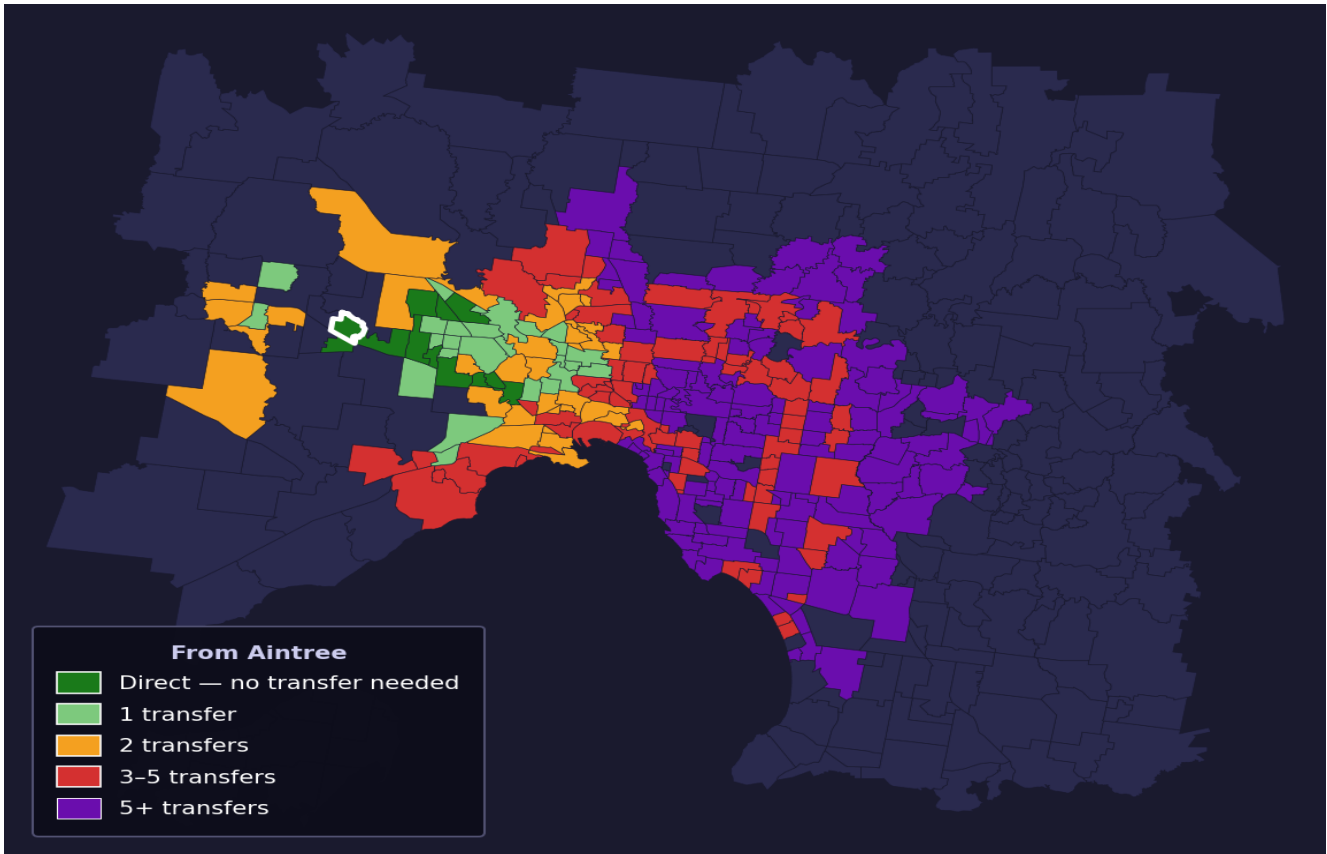 From Aintree
Direct — no transfer needed
1 transfer
2 transfers
3–5 transfers
5+ transfers